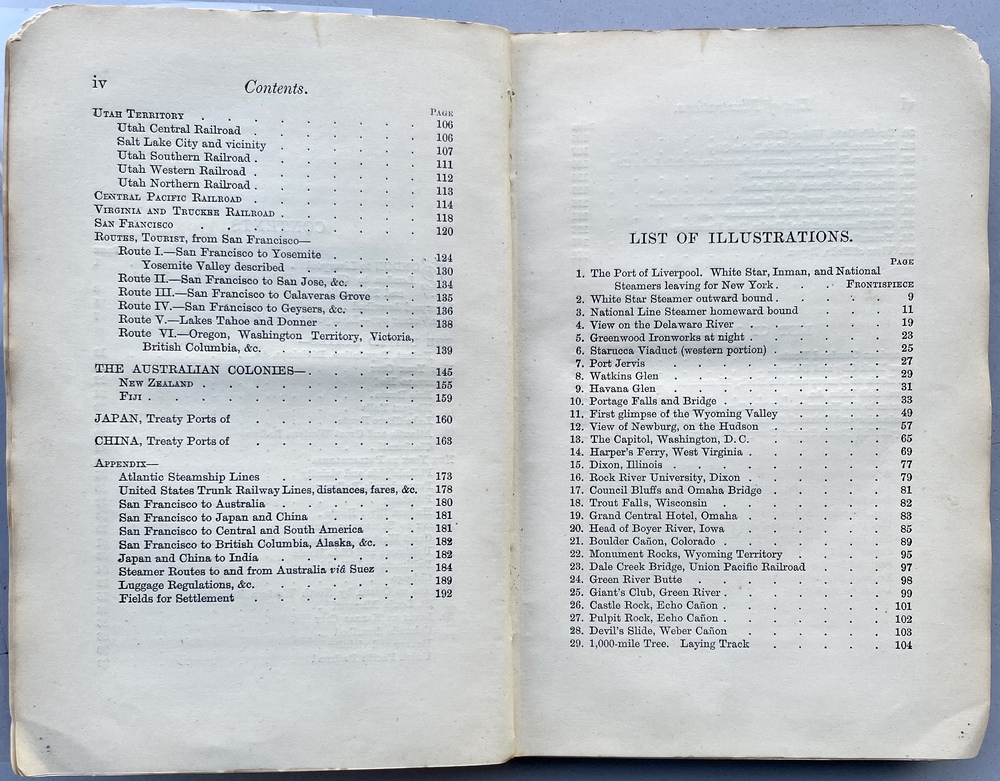 iv
Contents.
PAGE
UTAH TERRITORY . . . . . . . . . 106
Utah Central Railroad . . . . . . . 106
Salt Lake City and vicinity . . . . . . 107
Utah Southern Railroad . . . . . . . 111
Utah Western Railroad . . . . . . . 112
Utah Northern Railroad . . . . . . . 113
CENTRAL PACIFIC RAILROAD . . . . . . . 114
VIRGINIA AND TRUCKEE RAILROAD . . . . . . 118
SAN FRANCISCO . . . . . . . . . 120
ROUTES, TOURIST, from San Francisco—
Route I.—San Francisco to Yosemite . . . . 124
Yosemite Valley described . . . . . 130
Route II.—San Francisco to San Jose, &c. . . . 134
Route III.—San Francisco to Calaveras Grove . . 135
Route IV.—San Francisco to Geysers, &c. . . . 136
Route V.—Lakes Tahoe and Donner . . . . 138
Route VI.—Oregon, Washington Territory, Victoria,
British Columbia, &c. . . . . . . 139
THE AUSTRALIAN COLONIES— . . . . . 145
NEW ZEALAND . . . . . . . . . 155
FIJI . . . . . . . . . . . 159
JAPAN, Treaty Ports of . . . . . . . 160
CHINA, Treaty Ports of . . . . . . . 163
APPENDIX—
Atlantic Steamship Lines . . . . . . 173
United States Trunk Railway Lines, distances, fares, &c. 178
San Francisco to Australia . . . . . . 180
San Francisco to Japan and China . . . . 181
San Francisco to Central and South America . . 181
San Francisco to British Columbia, Alaska, &c. . . 182
Japan and China to India . . . . . . 182
Steamer Routes to and from Australia viâ Suez . . 184
Luggage Regulations, &c. . . . . . . 189
Fields for Settlement . . . . . . . 192
LIST OF ILLUSTRATIONS.
PAGE
1. The Port of Liverpool. White Star, Inman, and National
Steamers leaving for New York . . . FRONTISPIECE
2. White Star Steamer outward bound . . . . . 9
3. National Line Steamer homeward bound . . . . 11
4. View on the Delaware River . . . . . . 19
5. Greenwood Ironworks at night . . . . . . 23
6. Starucca Viaduct (western portion) . . . . . 25
7. Port Jervis . . . . . . . . . 27
8. Watkins Glen . . . . . . . . . 29
9. Havana Glen . . . . . . . . . 31
10. Portage Falls and Bridge . . . . . . . 33
11. First glimpse of the Wyoming Valley . . . . 49
12. View of Newburg, on the Hudson . . . . . 57
13. The Capitol, Washington, D.C. . . . . . . 65
14. Harper's Ferry, West Virginia . . . . . . 69
15. Dixon, Illinois . . . . . . . . . 77
16. Rock River University, Dixon . . . . . . 79
17. Council Bluffs and Omaha Bridge . . . . . 81
18. Trout Falls, Wisconsin . . . . . . . 82
19. Grand Central Hotel, Omaha . . . . . . 83
20. Head of Boyer River, Iowa . . . . . . 85
21. Boulder Cañon, Colorado . . . . . . . 89
22. Monument Rocks, Wyoming Territory . . . . 95
23. Dale Creek Bridge, Union Pacific Railroad . . . 97
24. Green River Butte . . . . . . . . 98
25. Giant's Club, Green River . . . . . . . 99
26. Castle Rock, Echo Cañon . . . . . . . 101
27. Pulpit Rock, Echo Cañon . . . . . . . 102
28. Devil's Slide, Weber Cañon . . . . . . 103
29. 1,000-mile Tree. Laying Track . . . . . 104